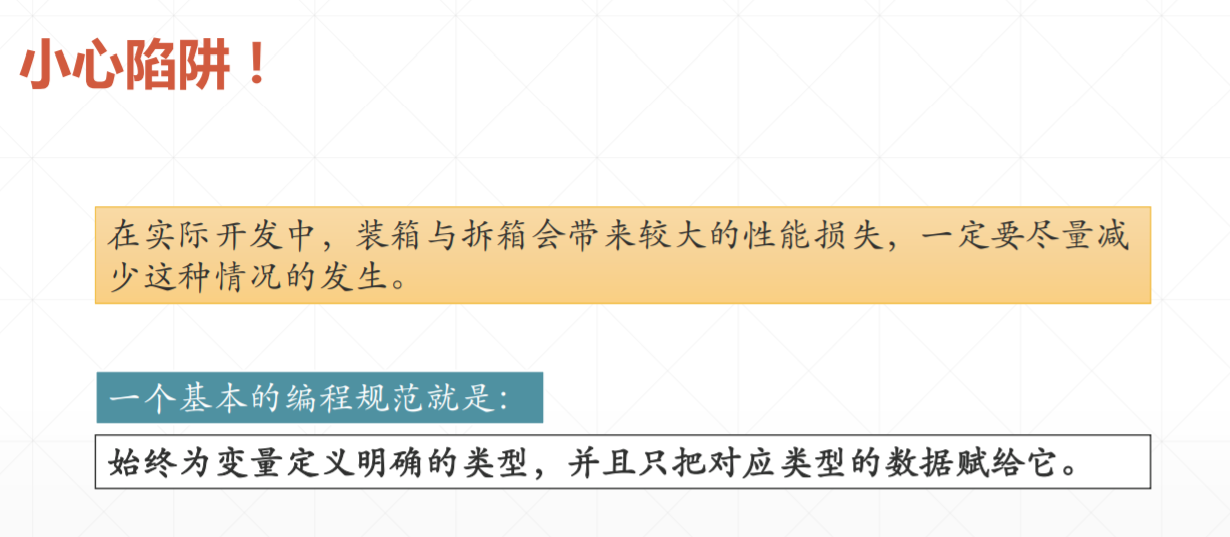 小心陷阱！
在实际开发中，装箱与拆箱会带来较大的性能损失，一定要尽量减
少这种情况的发生。
一个基本的编程规范就是：
始终为变量定义明确的类型，并且只把对应类型的数据赋给它。